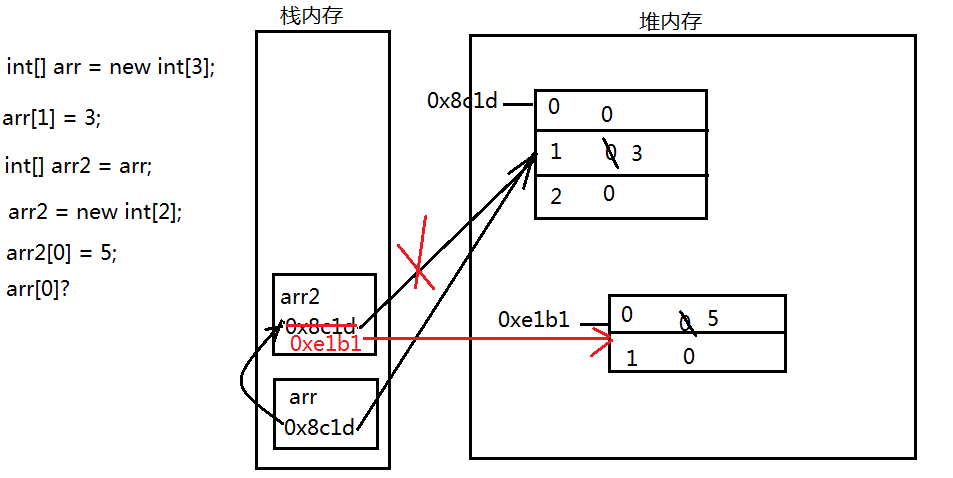 栈内存
堆内存
int[] arr = new int[3];
arr[1] = 3;
int[] arr2 = arr;
arr2 = new int[2];
arr2[0] = 5;
arr[0]?
0x8c1d
0 0
1 0 3
2 0
arr2
0x8c1d
0xe1b1
arr
0x8c1d
0xe1b1
0 0 5
1 0